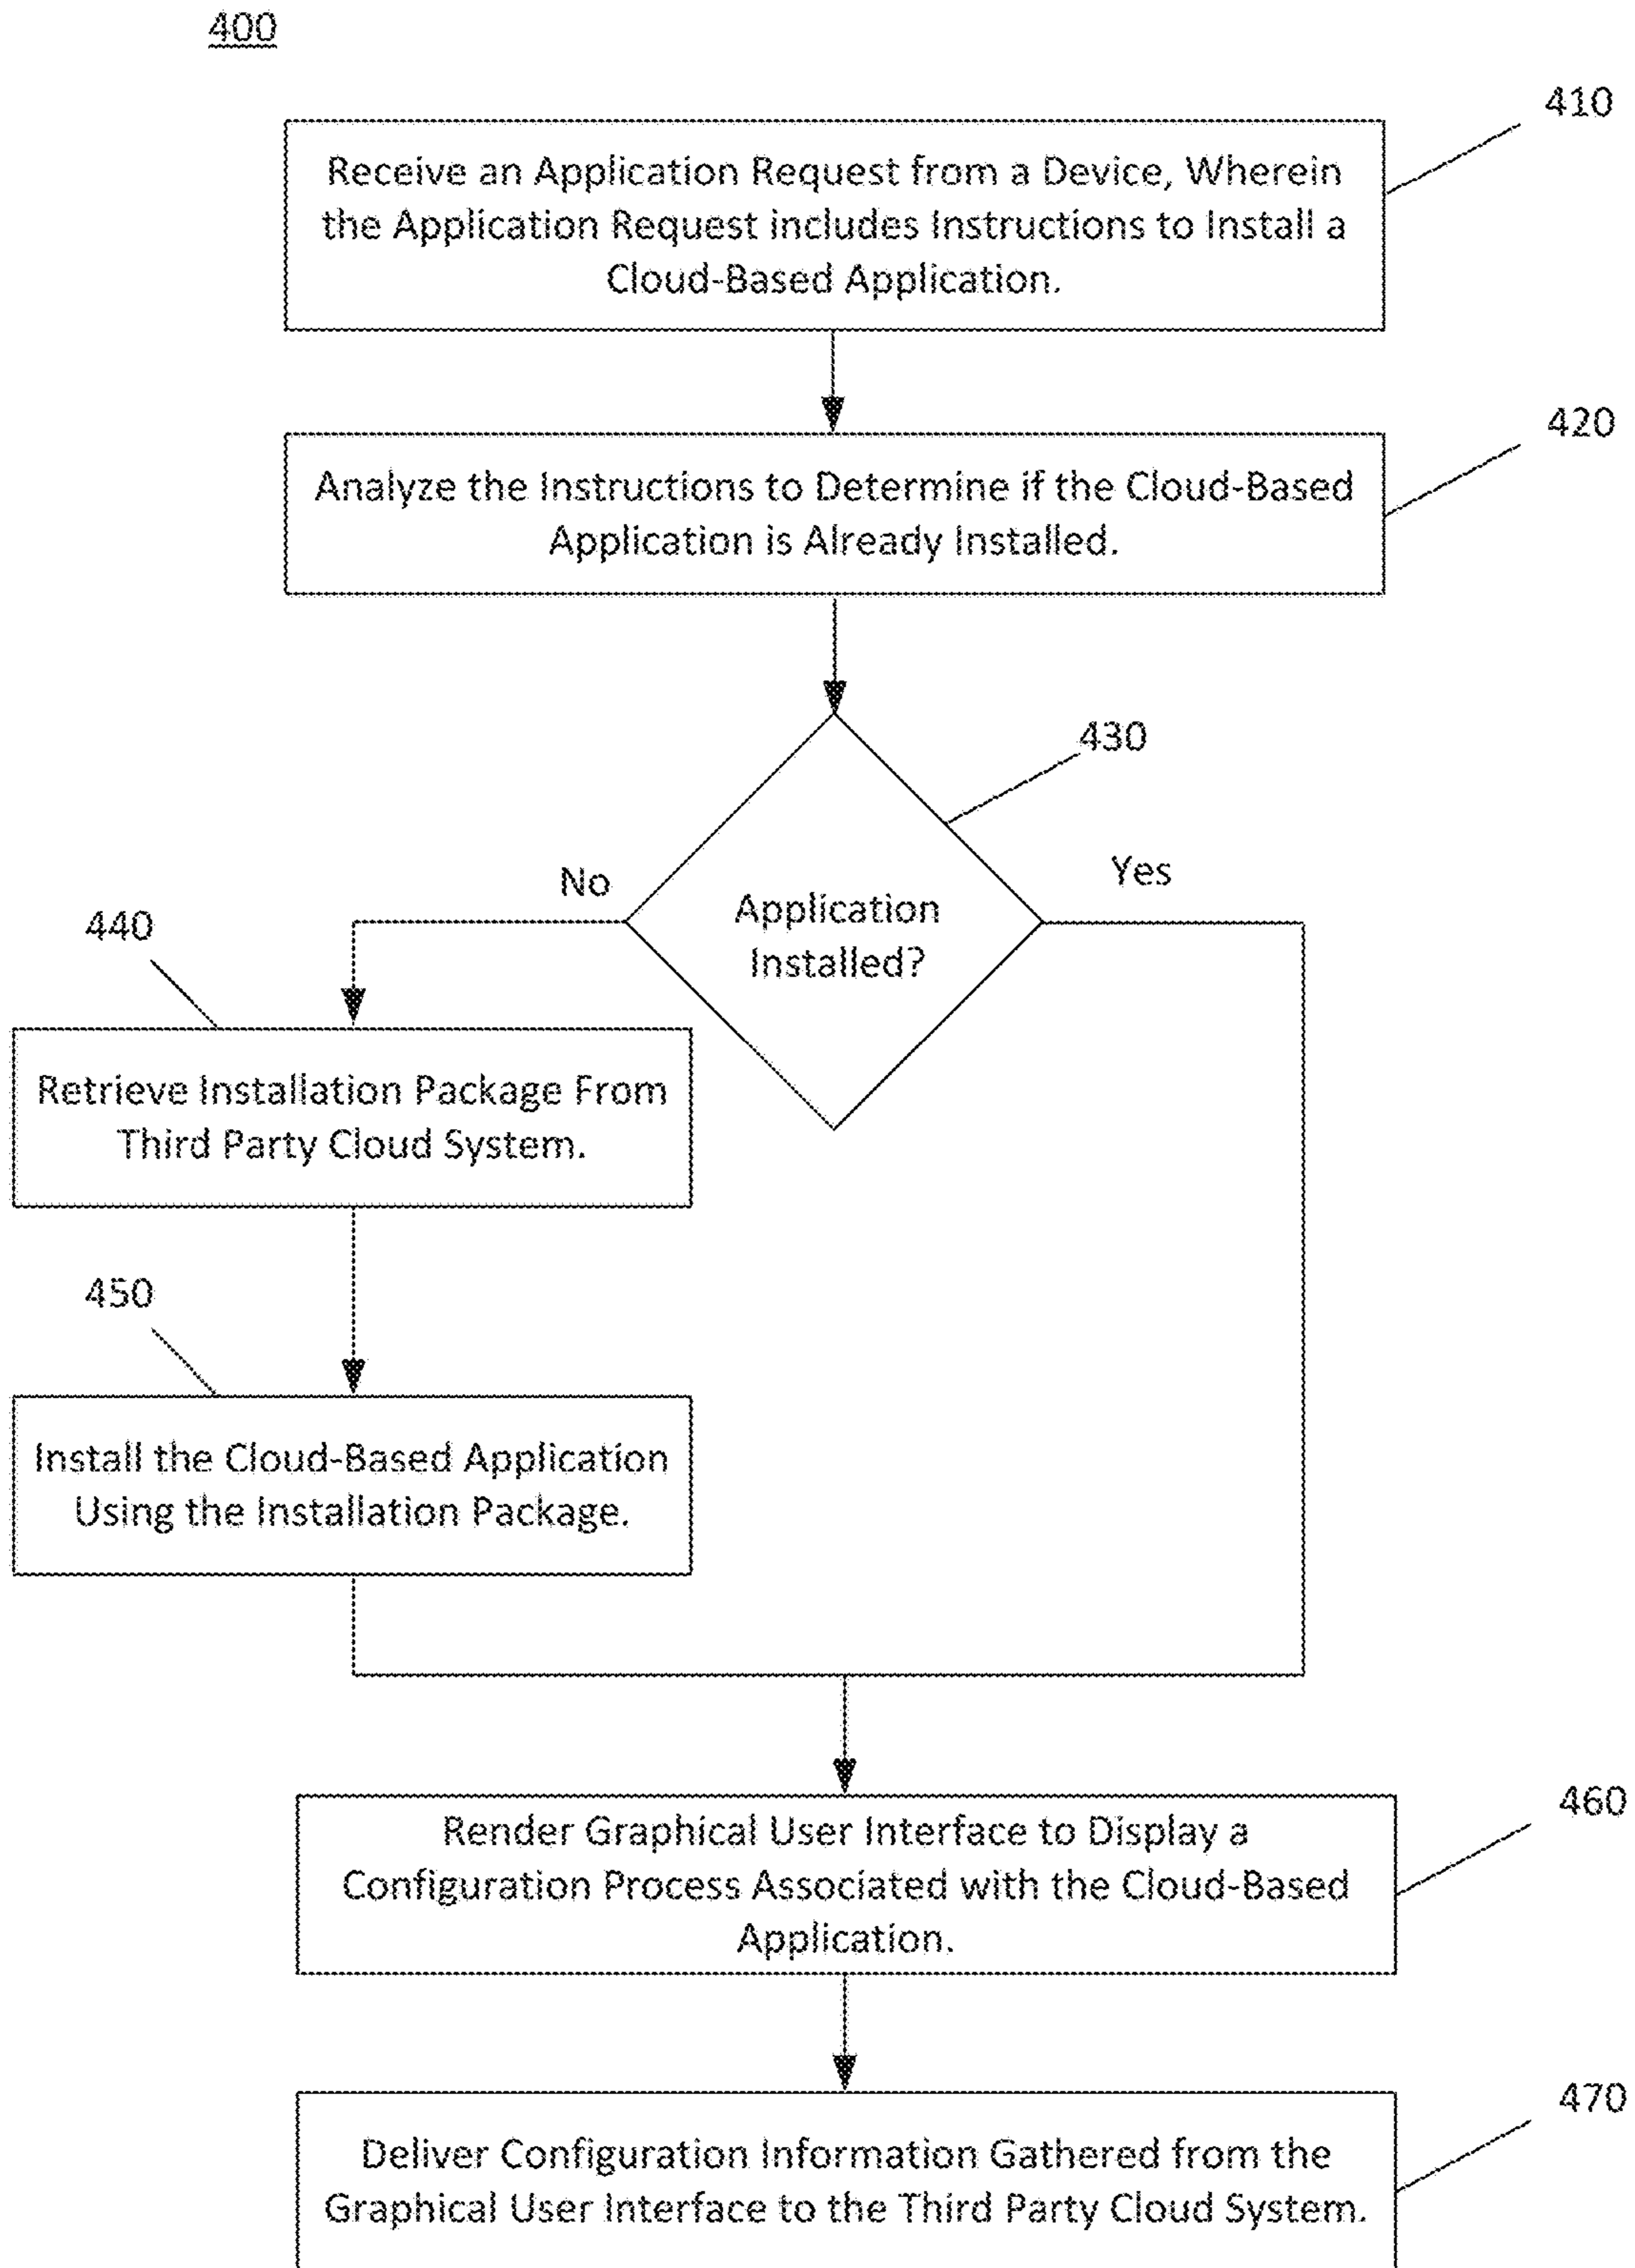 400
410
Receive an Application Request from a Device, Wherein
the Application Request includes Instructions to Install a
Cloud-Based Application.
420
Analyze the Instructions to Determine if the Cloud-Based
Application is Already Installed.
430
No
Yes
Application
Installed?
440
Retrieve Installation Package From
Third Party Cloud System.
450
Install the Cloud-Based Application
Using the Installation Package.
460
Render Graphical User Interface to Display a
Configuration Process Associated with the Cloud-Based
Application.
470
Deliver Configuration Information Gathered from the
Graphical User Interface to the Third Party Cloud System.